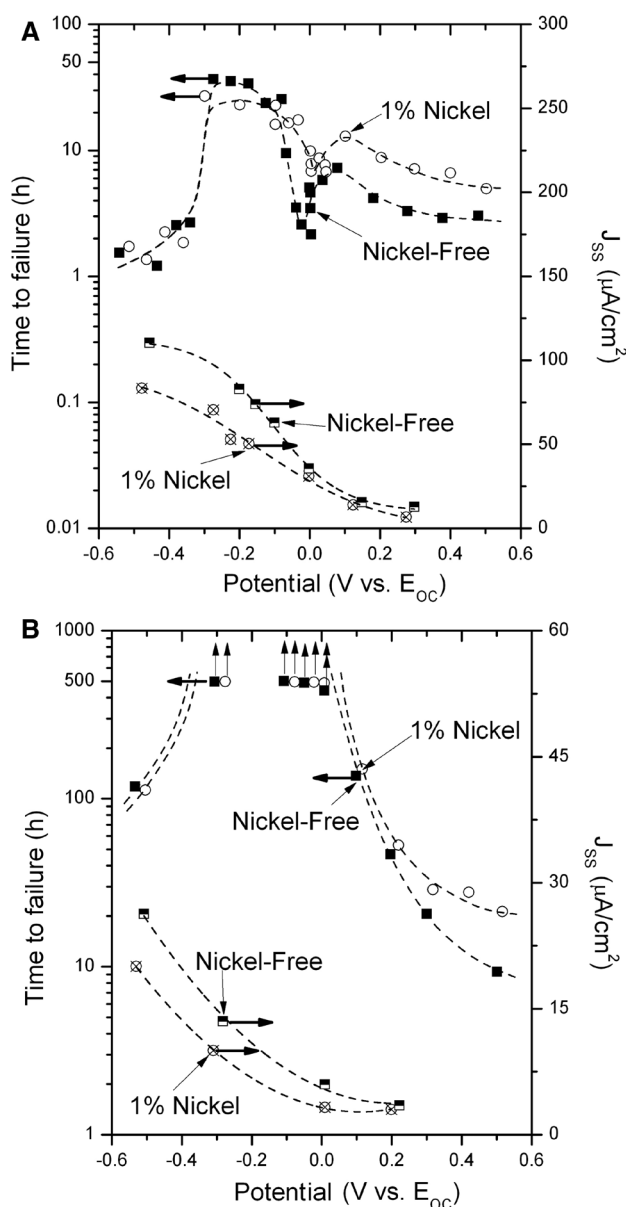 A
100
50
10
1
0.1
0.01
Time to failure (h)
300
250
200
150
100
50
0
J_SS (μA/cm²)
1% Nickel
Nickel-Free
Nickel-Free
1% Nickel
-0.6 -0.4 -0.2 0.0 0.2 0.4 0.6
Potential (V vs. E_OC)
B
1000
500
100
10
1
Time to failure (h)
60
45
30
15
0
J_SS (μA/cm²)
1% Nickel
Nickel-Free
Nickel-Free
1% Nickel
-0.6 -0.4 -0.2 0.0 0.2 0.4 0.6
Potential (V vs. E_OC)